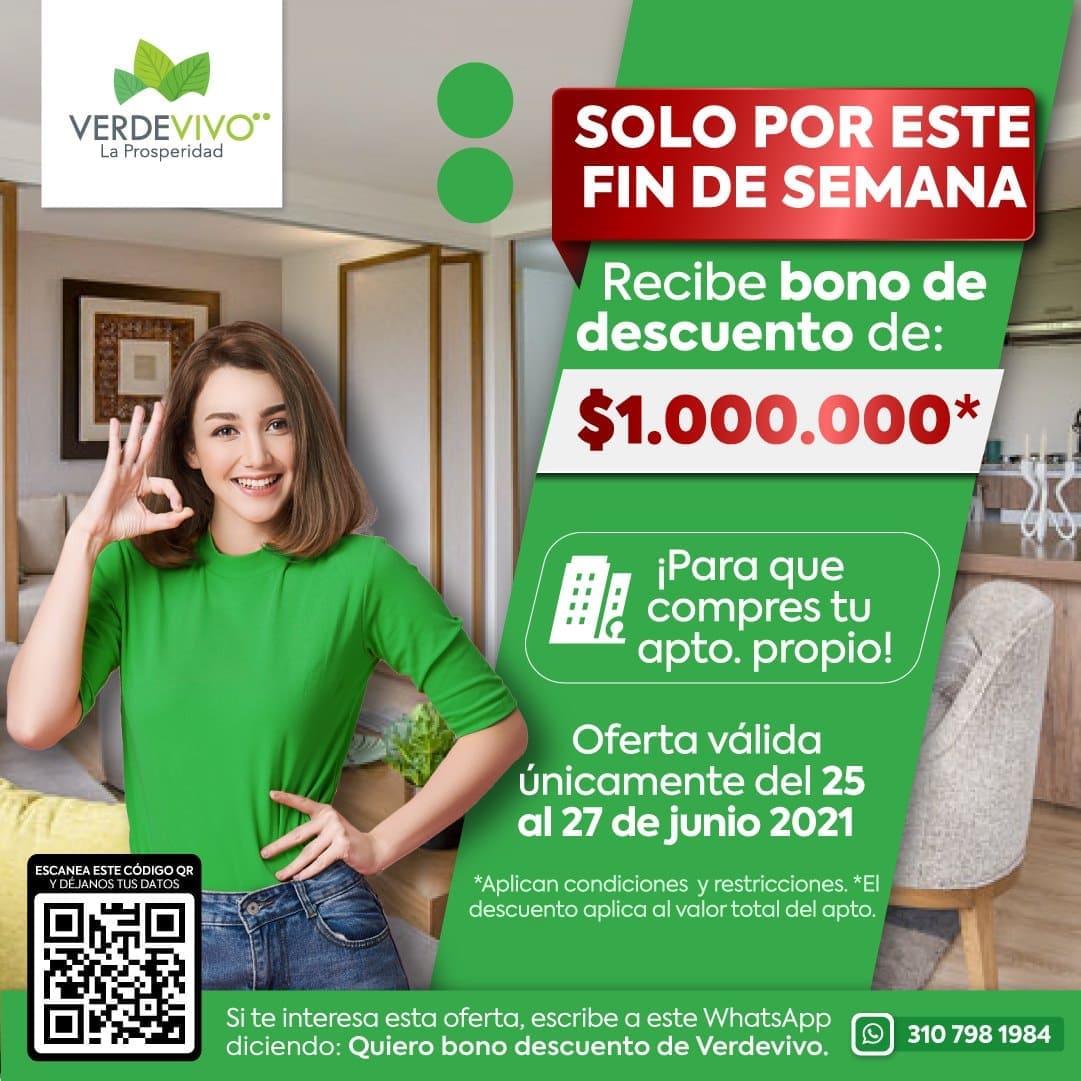 VERDEVIVO
La Prosperidad
SOLO POR ESTE
FIN DE SEMANA
Recibe bono de
descuento de:
$1.000.000*
¡Para que
compres tu
apto. propio!
Oferta válida
únicamente del 25
al 27 de junio 2021
*Aplican condiciones y restricciones. *El
descuento aplica al valor total del apto.
ESCANEA ESTE CÓDIGO QR
Y DÉJANOS TUS DATOS
Si te interesa esta oferta, escribe a este WhatsApp
diciendo: Quiero bono descuento de Verdevivo.
310 798 1984